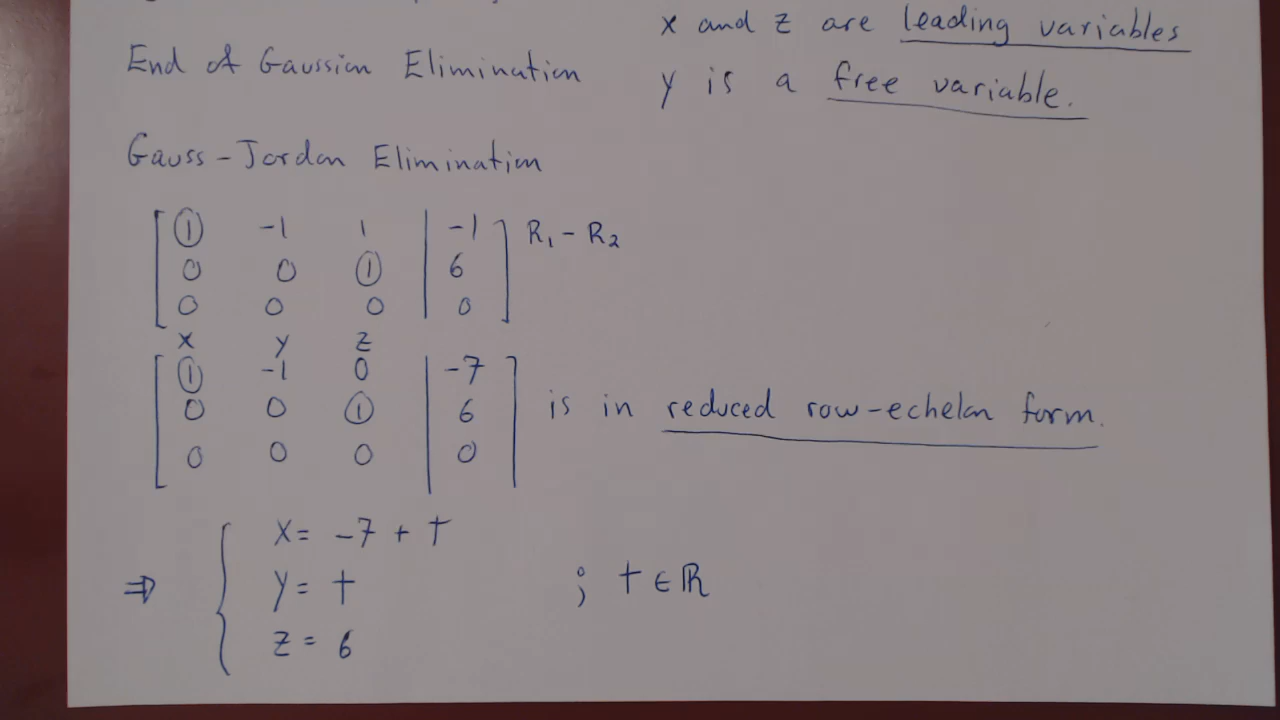 x and z are leading variables
End of Gaussian Elimination
y is a free variable.
Gauss-Jordan Elimination
1 -1 1 | -1 R₁ - R₂
0 0 1 | 6
0 0 0 | 0
x y z
1 -1 0 | -7
0 0 1 | 6 is in reduced row-echelon form.
0 0 0 | 0
x = -7 + t
⇒ y = t ; t ∈ ℝ
z = 6